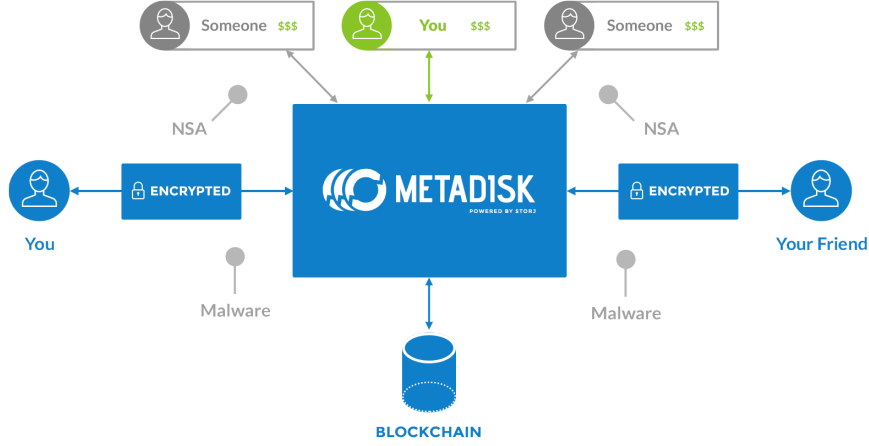 Someone $$$
You $$$
Someone $$$
NSA
NSA
ENCRYPTED
METADISK
POWERED BY STORJ
ENCRYPTED
You
Your Friend
Malware
Malware
BLOCKCHAIN